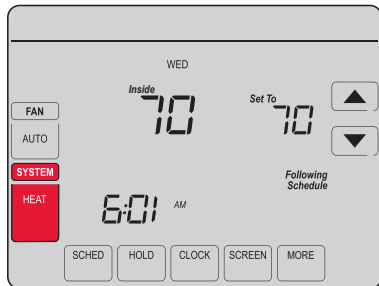 WED
Inside
70
Set To
70
FAN
AUTO
SYSTEM
HEAT
Following
Schedule
6:01 AM
SCHED HOLD CLOCK SCREEN MORE